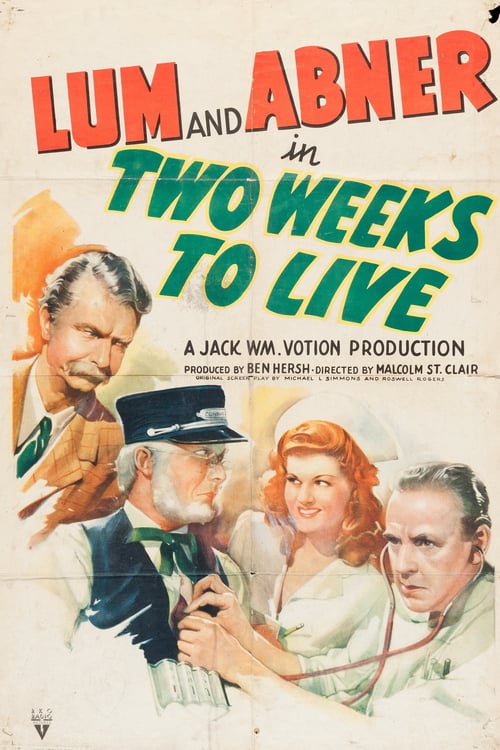 LUM AND ABNER
in
TWO WEEKS
TO LIVE
A JACK WM. VOTION PRODUCTION
PRODUCED BY BEN HERSH · DIRECTED BY MALCOLM ST. CLAIR
ORIGINAL SCREEN PLAY BY MICHAEL L SIMMONS AND ROSWELL ROGERS
RKO
RADIO